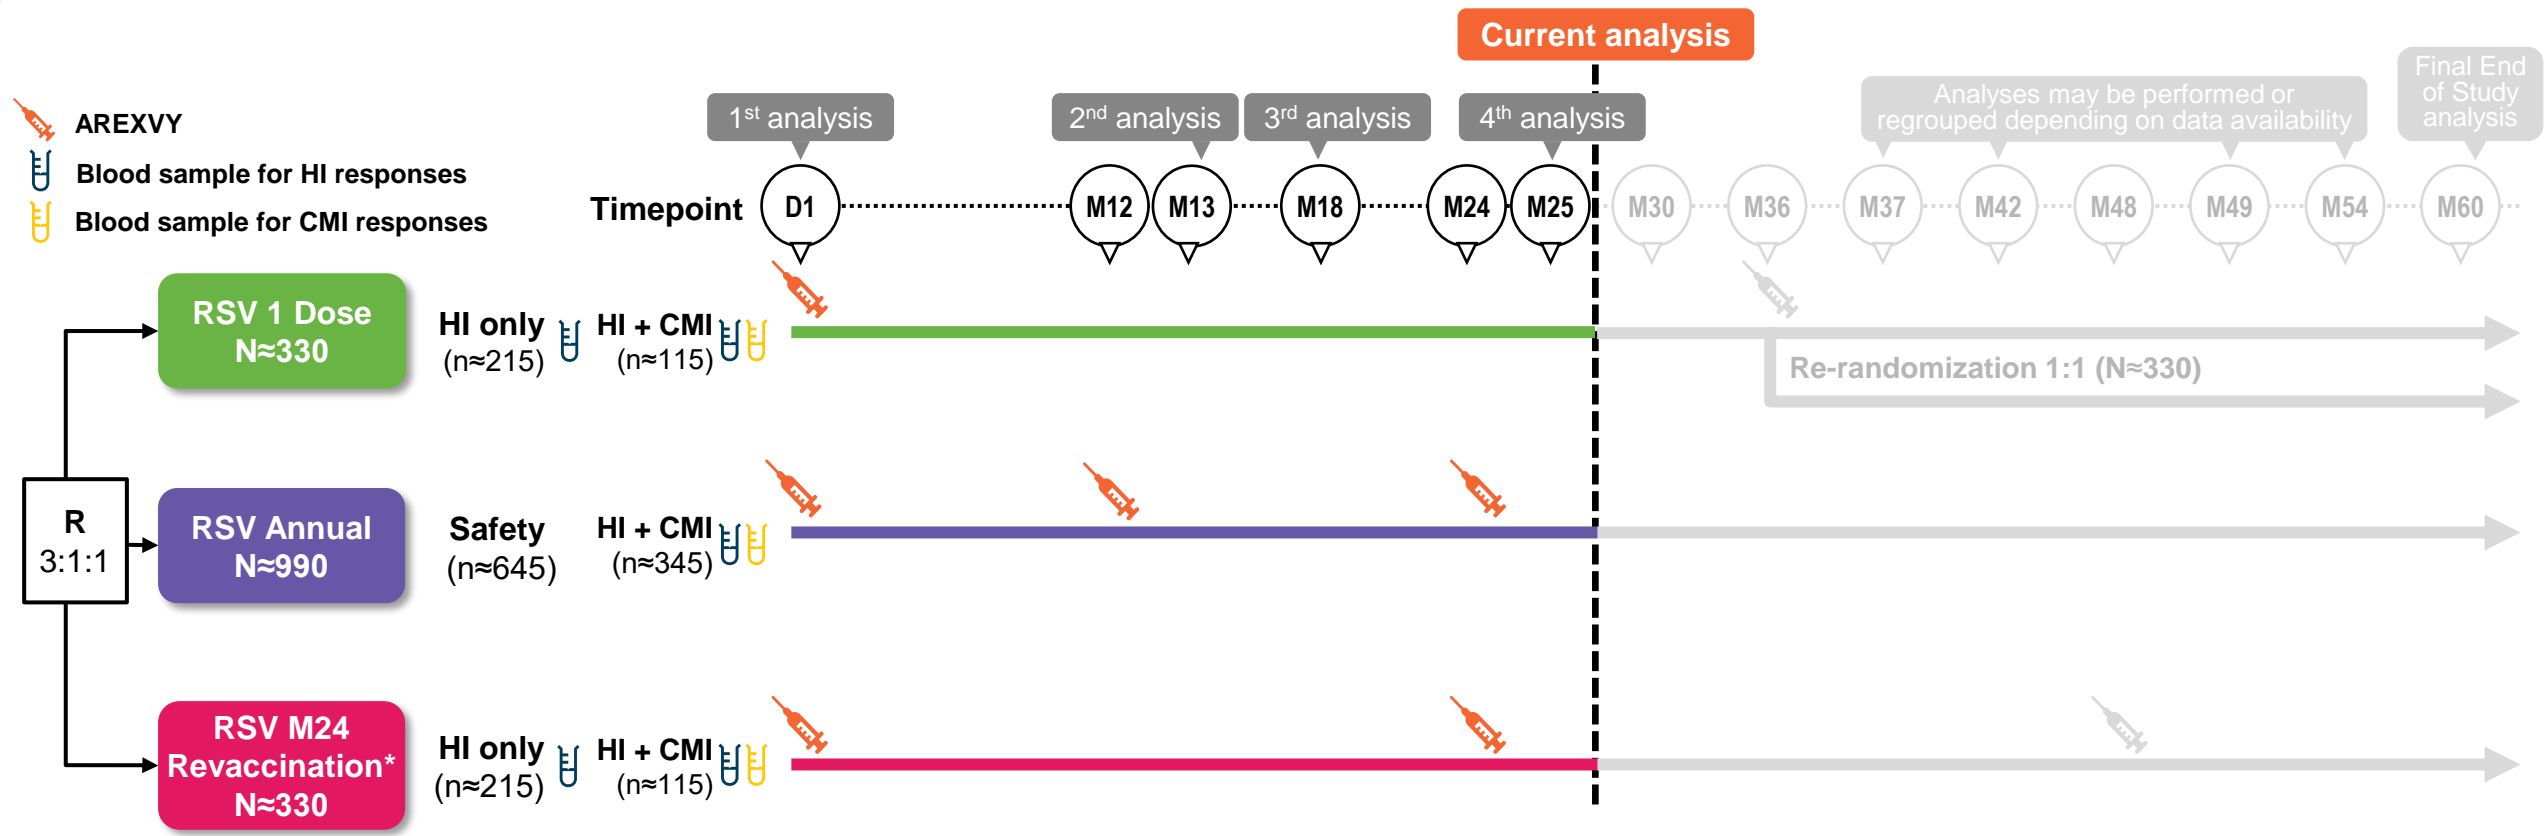 Current analysis
Final End
of Study
analysis
Analyses may be performed or
regrouped depending on data availability
1st analysis
2nd analysis
3rd analysis
4th analysis
AREXVY
Blood sample for HI responses
Blood sample for CMI responses
Timepoint
D1
M12
M13
M18
M24
M25
M30
M36
M37
M42
M48
M49
M54
M60
RSV 1 Dose
N≈330
HI only
(n≈215)
HI + CMI
(n≈115)
Re-randomization 1:1 (N≈330)
R
3:1:1
RSV Annual
N≈990
Safety
(n≈645)
HI + CMI
(n≈345)
RSV M24
Revaccination*
N≈330
HI only
(n≈215)
HI + CMI
(n≈115)